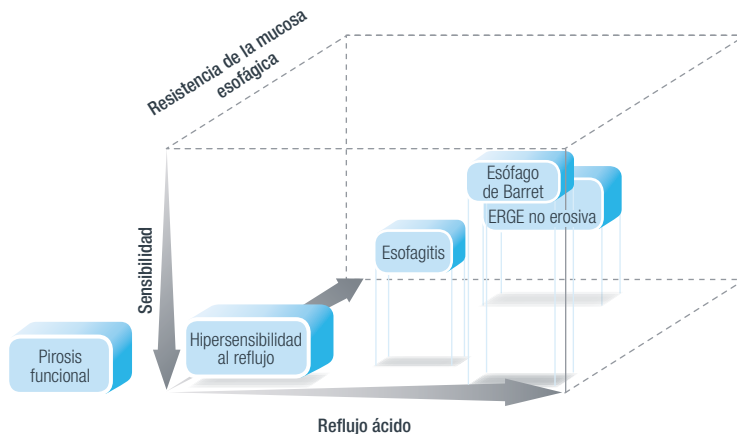 Resistencia de la mucosa
esofágica
Sensibilidad
Esófago
de Barret
ERGE no erosiva
Esofagitis
Hipersensibilidad
al reflujo
Pirosis
funcional
Reflujo ácido